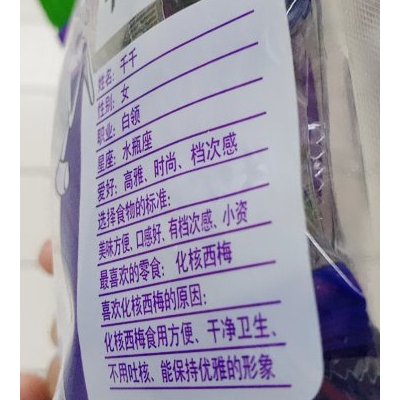 姓名: 千千
性别: 女
职业: 白领
星座: 水瓶座
爱好: 高雅、时尚、档次感
选择食物的标准:
美味方便、口感好、有档次感、小资
最喜欢的零食: 化核西梅
喜欢化核西梅的原因:
化核西梅食用方便、干净卫生、
不用吐核、能保持优雅的形象